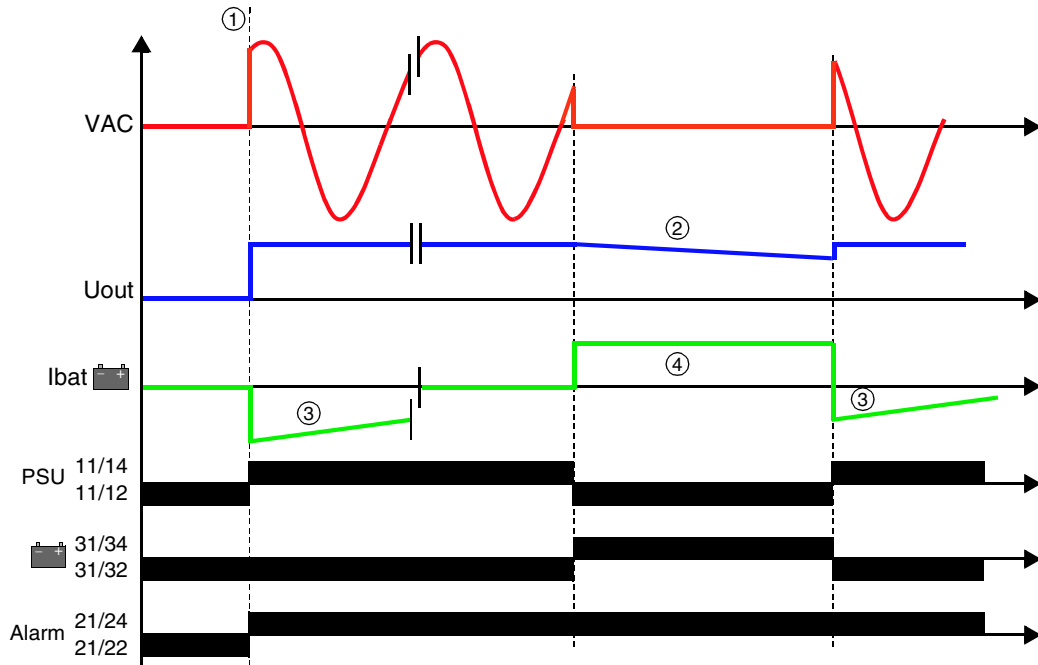 ①
VAC
②
Uout
Ibat - +
④
③
③
PSU 11/14
11/12
- + 31/34
31/32
Alarm 21/24
21/22